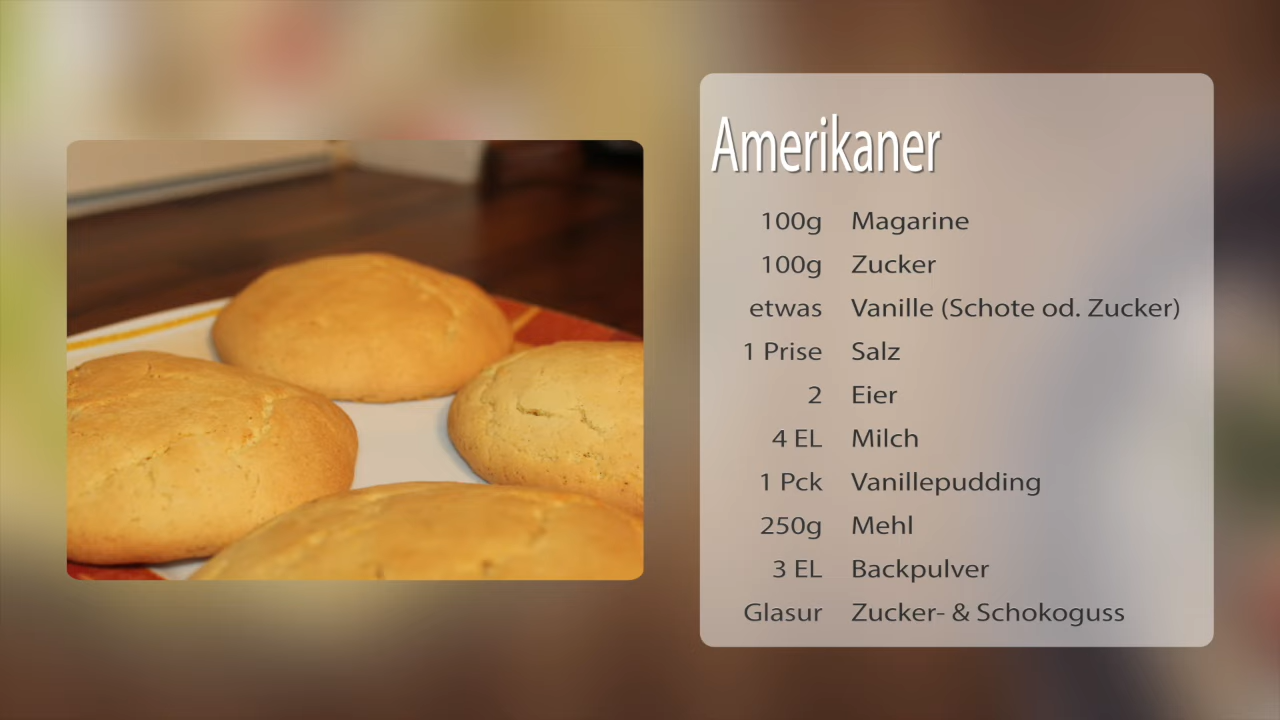 Amerikaner
100g Magarine
100g Zucker
etwas Vanille (Schote od. Zucker)
1 Prise Salz
2 Eier
4 EL Milch
1 Pck Vanillepudding
250g Mehl
3 EL Backpulver
Glasur Zucker- & Schokoguss